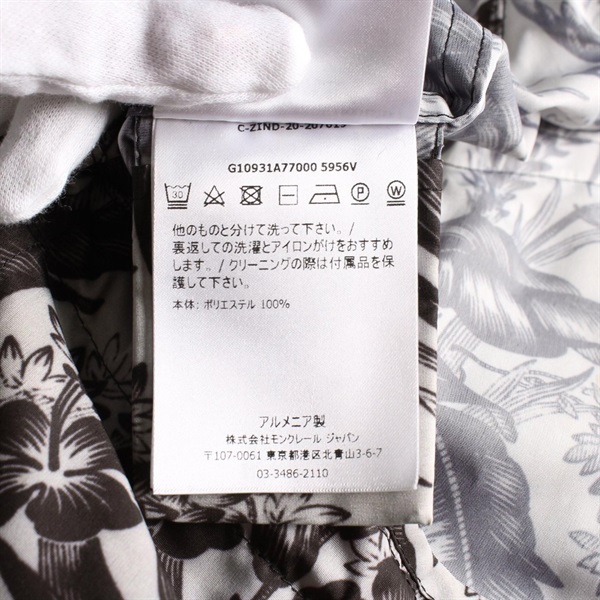 C-ZIND-20-207019
G10931A77000 5956V
30
P
W
他のものと分けて洗って下さい。/
裏返しての洗濯とアイロンがけをおすすめ
します。/ クリーニングの際は付属品を保
護して下さい。
本体: ポリエステル 100%
アルメニア製
株式会社モンクレール ジャパン
〒107-0061 東京都港区北青山3-6-7
03-3486-2110